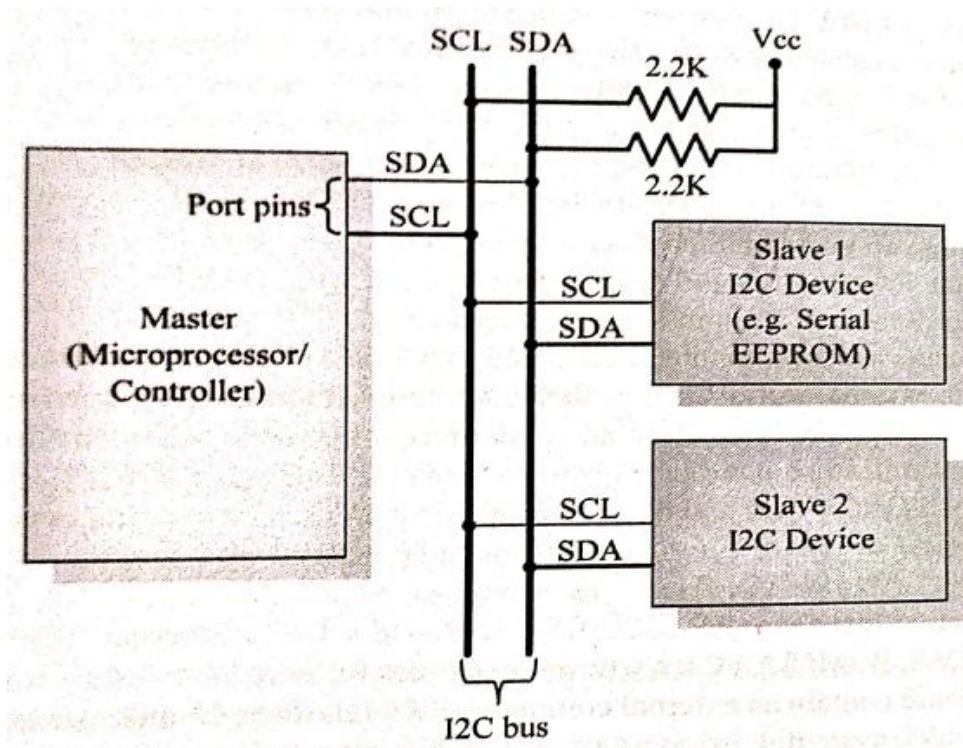 SCL SDA
Vcc
2.2K
2.2K
SDA
Port pins
SCL
Master
(Microprocessor/
Controller)
SCL
SDA
Slave 1
I2C Device
(e.g. Serial
EEPROM)
SCL
SDA
Slave 2
I2C Device
I2C bus